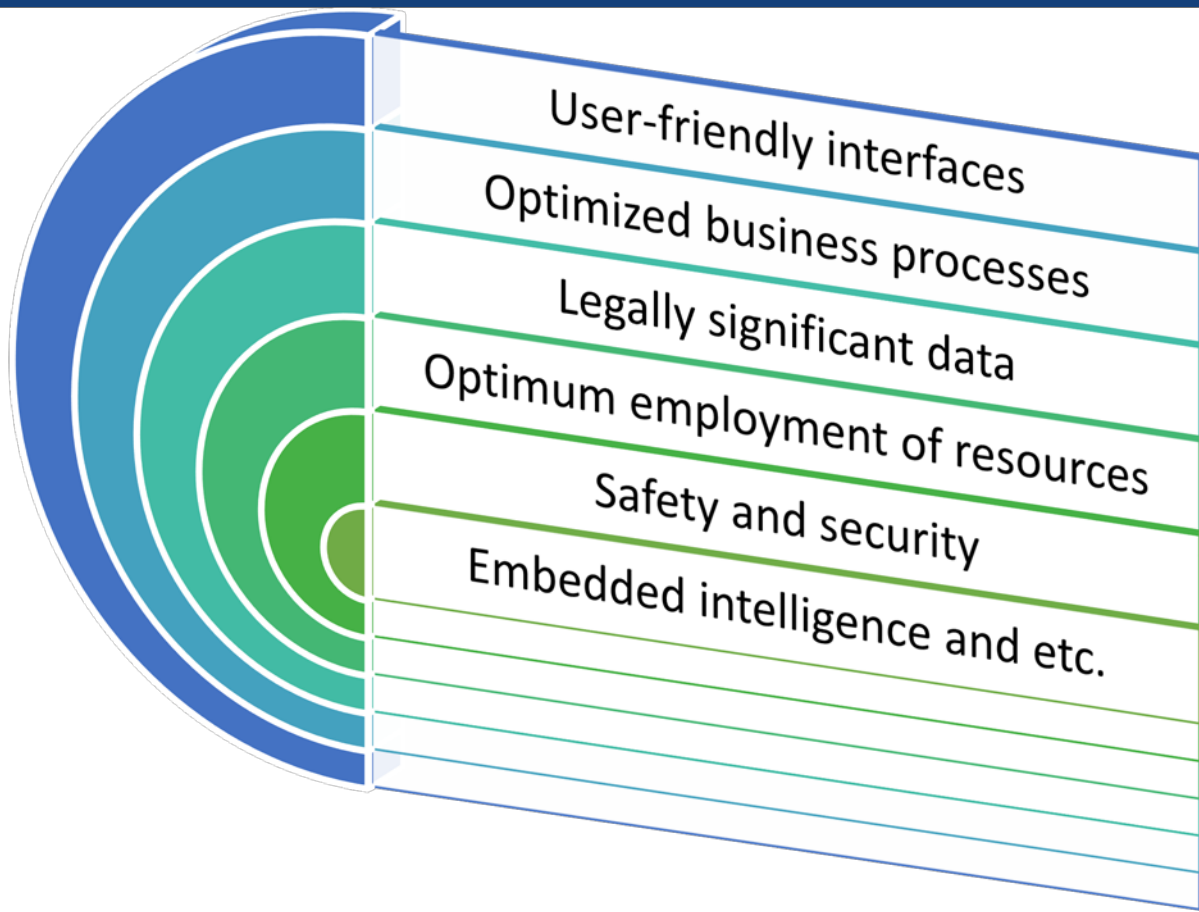 User-friendly interfaces
Optimized business processes
Legally significant data
Optimum employment of resources
Safety and security
Embedded intelligence and etc.